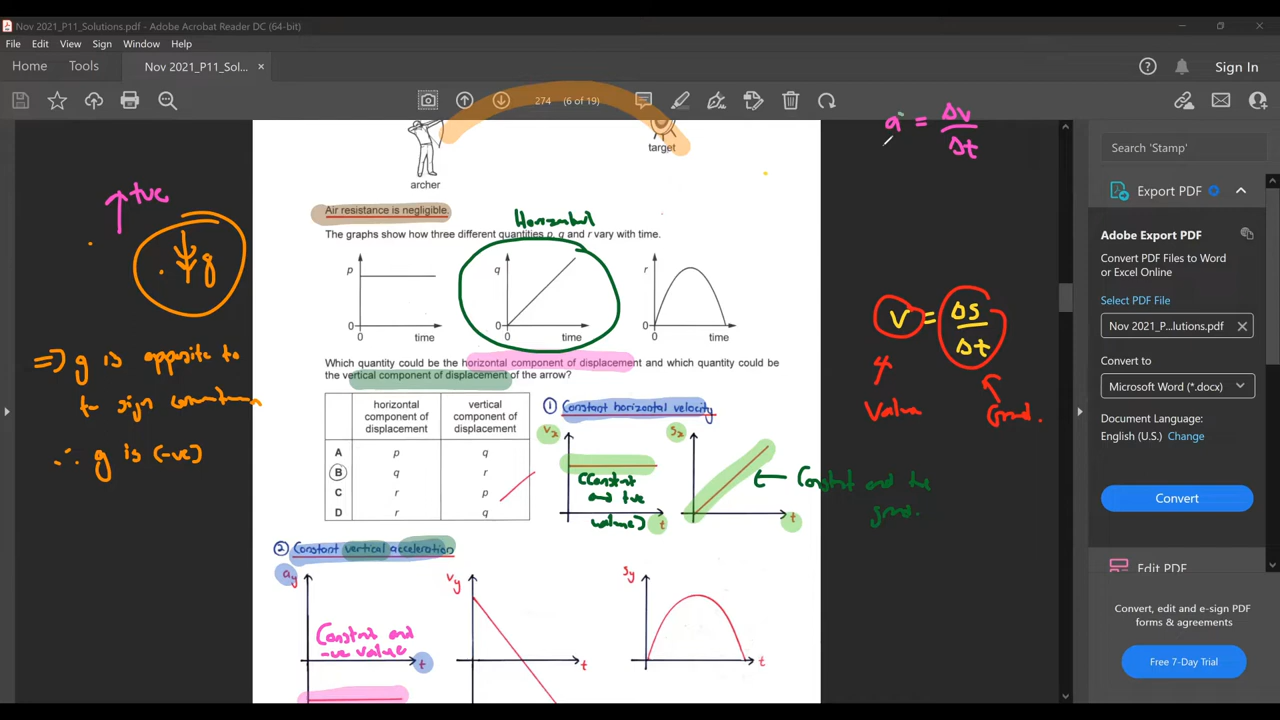 Nov 2021_P11_Solutions.pdf - Adobe Acrobat Reader DC (64-bit)
File Edit View Sign Window Help
Home Tools Nov 2021_P11_Sol... ×
Sign In
274 (6 of 19)
a = Δv
Δt
target
archer
Search 'Stamp'
Export PDF
Adobe Export PDF
Convert PDF Files to Word
or Excel Online
Select PDF File
Nov 2021_P...lutions.pdf
Convert to
Microsoft Word (*.docx)
Document Language:
English (U.S.) Change
Convert
Edit PDF
Convert, edit and e-sign PDF
forms & agreements
Free 7-Day Trial
+ve
g
⇒ g is opposite to
sign
∴ g is (-ve)
Air resistance is negligible.
Horizontal
The graphs show how three different quantities p, q and r vary with time.
p
0
0
time
q
0
0
time
r
0
0
time
v = Δs
Δt
Value
Grad.
Which quantity could be the horizontal component of displacement and which quantity could be
the vertical component of displacement of the arrow?
horizontal component of displacement vertical component of displacement
A p q
B q r
C r p
D r q
① Constant horizontal velocity
vx
(Constant
and +ve
value)
t
sx
t
Constant and +ve
grad.
② Constant vertical acceleration
ay
Constant and
-ve value
t
vy
t
sy
t